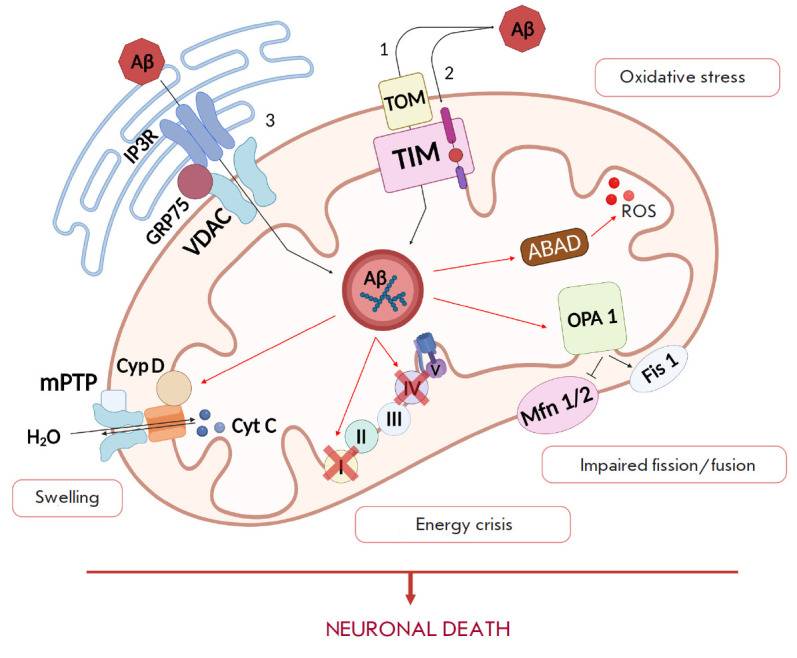 Aβ
Aβ
1
2
Oxidative stress
TOM
3
IP3R
TIM
GRP75
VDAC
ROS
ABAD
Aβ
OPA 1
Cyp D
mPTP
V
IV
Fis 1
Mfn 1/2
III
H₂O
Cyt C
II
I
Impaired fission/fusion
Swelling
Energy crisis
NEURONAL DEATH